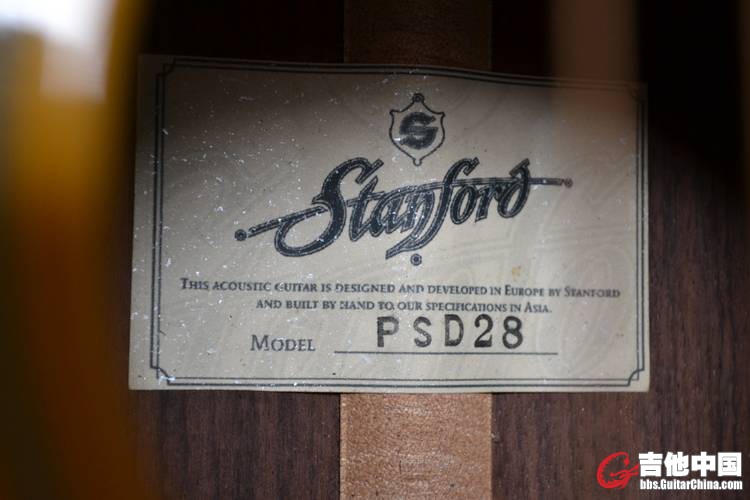 S
Stanford
THIS ACOUSTIC GUITAR IS DESIGNED AND DEVELOPED IN EUROPE BY STANFORD
AND BUILT BY HAND TO OUR SPECIFICATIONS IN ASIA.
MODEL PSD28
吉他中国
bbs.GuitarChina.com